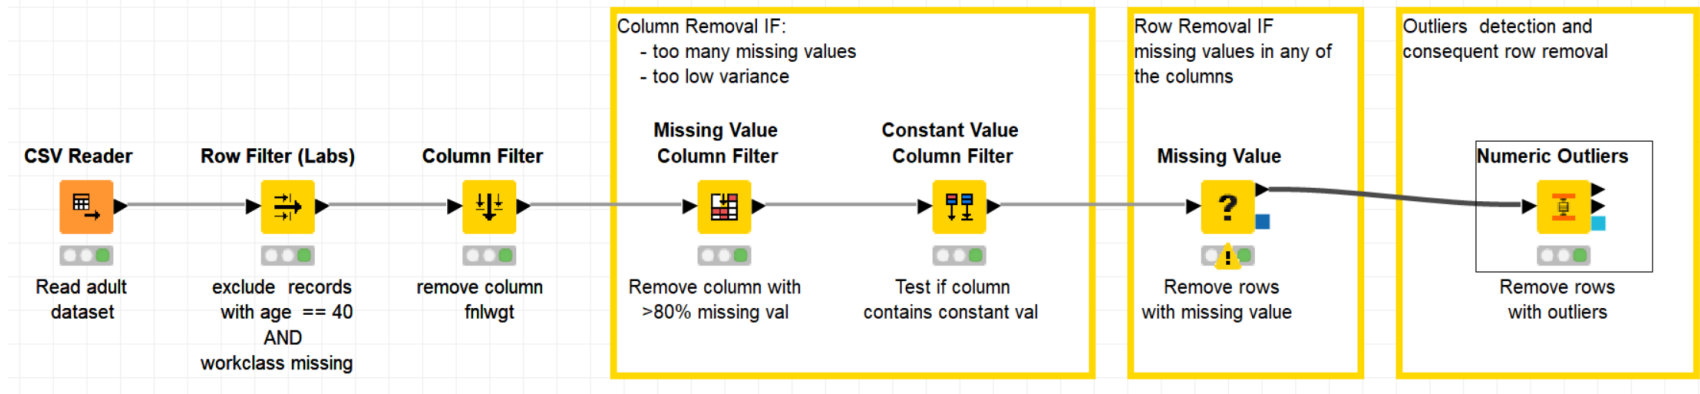 Column Removal IF:
- too many missing values
- too low variance
Row Removal IF
missing values in any of
the columns
Outliers  detection and
consequent row removal
CSV Reader
Row Filter (Labs)
Column Filter
Missing Value
Column Filter
Constant Value
Column Filter
Missing Value
Numeric Outliers
?
!
Read adult
dataset
exclude  records
with age  == 40
AND
workclass missing
remove column
fnlwgt
Remove column with
>80% missing val
Test if column
contains constant val
Remove rows
with missing value
Remove rows
with outliers